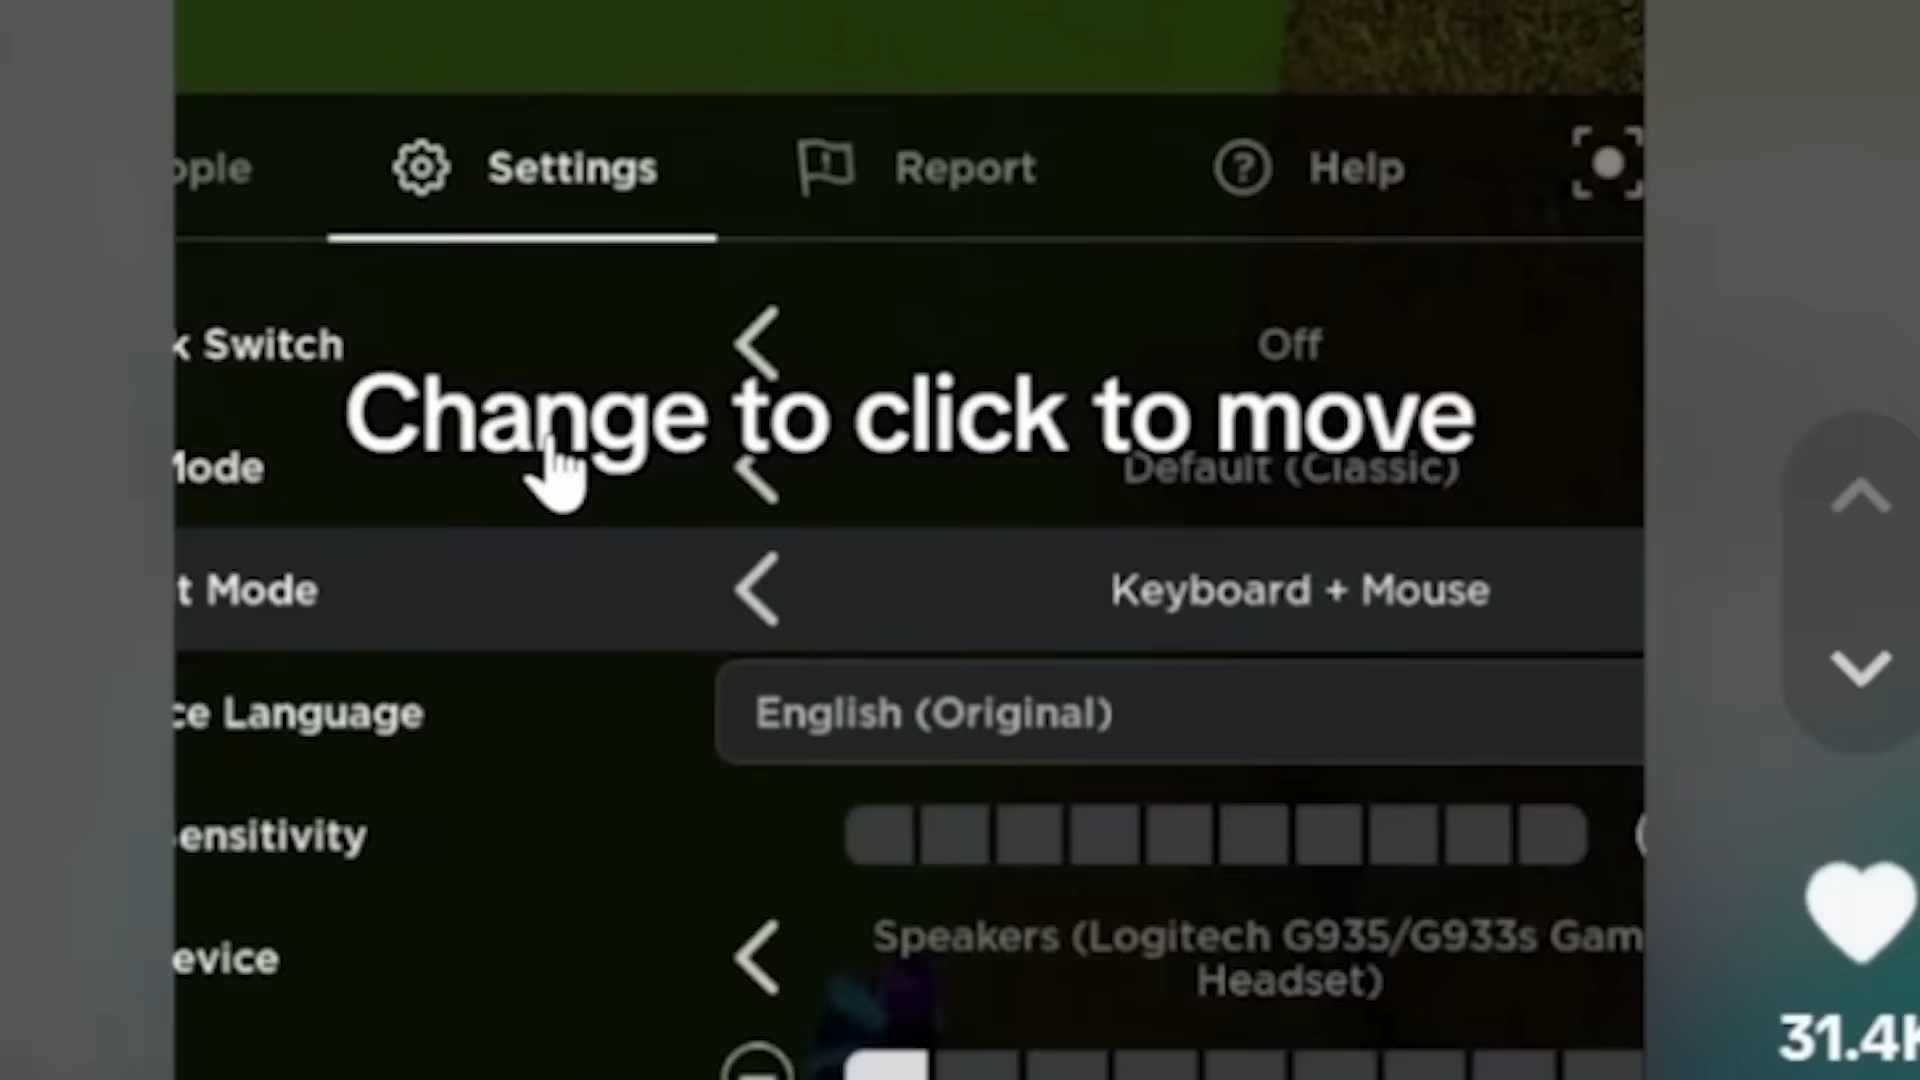 ople Settings Report Help
k Switch Off
Change to click to move
Mode Default (Classic)
t Mode Keyboard + Mouse
ce Language English (Original)
ensitivity
evice Speakers (Logitech G935/G933s Gam
Headset)
31.4K